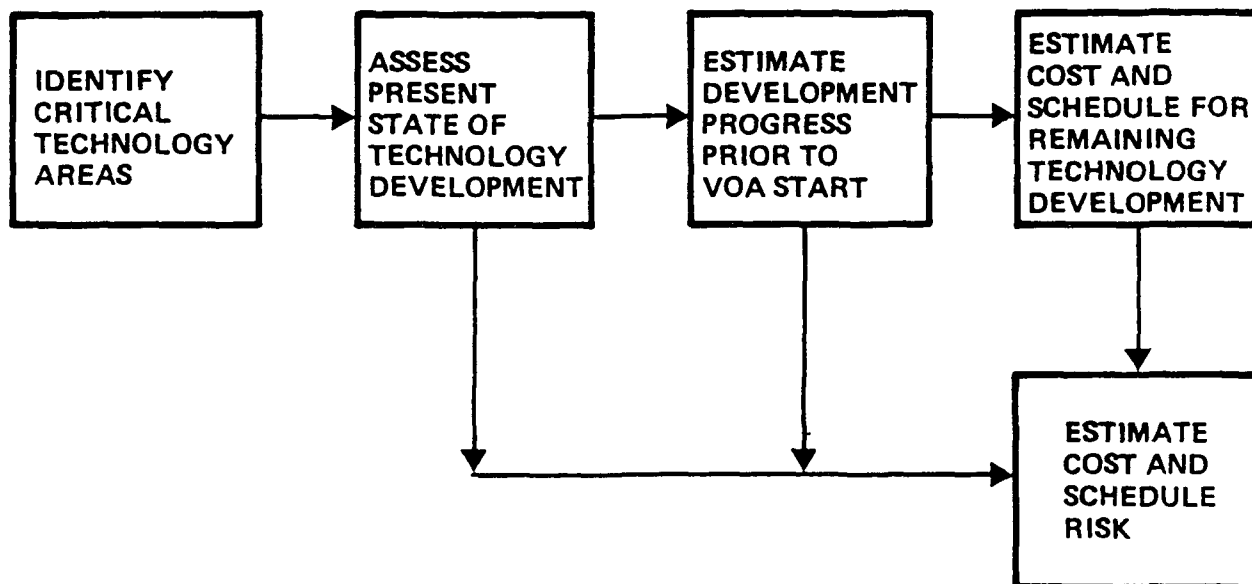 IDENTIFY
CRITICAL
TECHNOLOGY
AREAS
ASSESS
PRESENT
STATE OF
TECHNOLOGY
DEVELOPMENT
ESTIMATE
DEVELOPMENT
PROGRESS
PRIOR TO
VOA START
ESTIMATE
COST AND
SCHEDULE FOR
REMAINING
TECHNOLOGY
DEVELOPMENT
ESTIMATE
COST AND
SCHEDULE
RISK